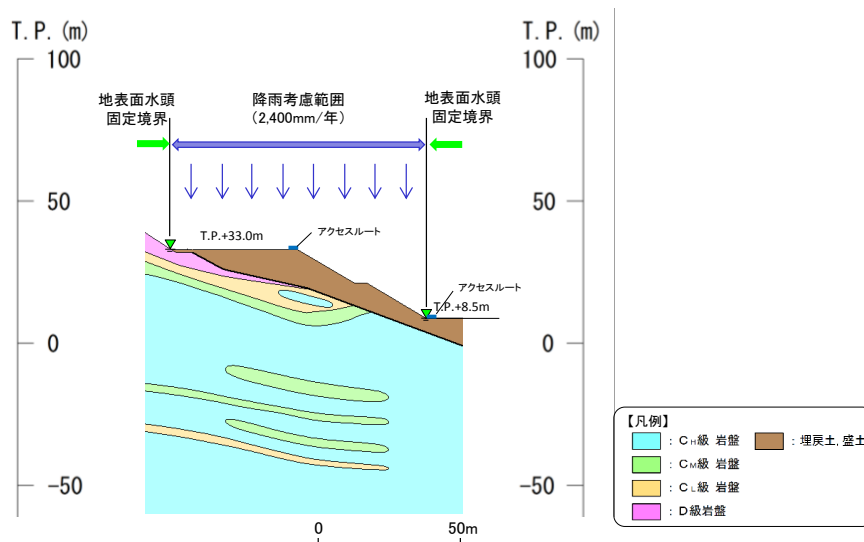 T.P.(m)
T.P.(m)
100
100
地表面水頭
固定境界
降雨考慮範囲
(2,400mm/年)
地表面水頭
固定境界
50
50
T.P.+33.0m
アクセスルート
アクセスルート
T.P.+8.5m
0
0
-50
-50
0
50m
【凡例】
:CH級 岩盤
:埋戻土,盛土
:CM級 岩盤
:CL級 岩盤
:D級岩盤